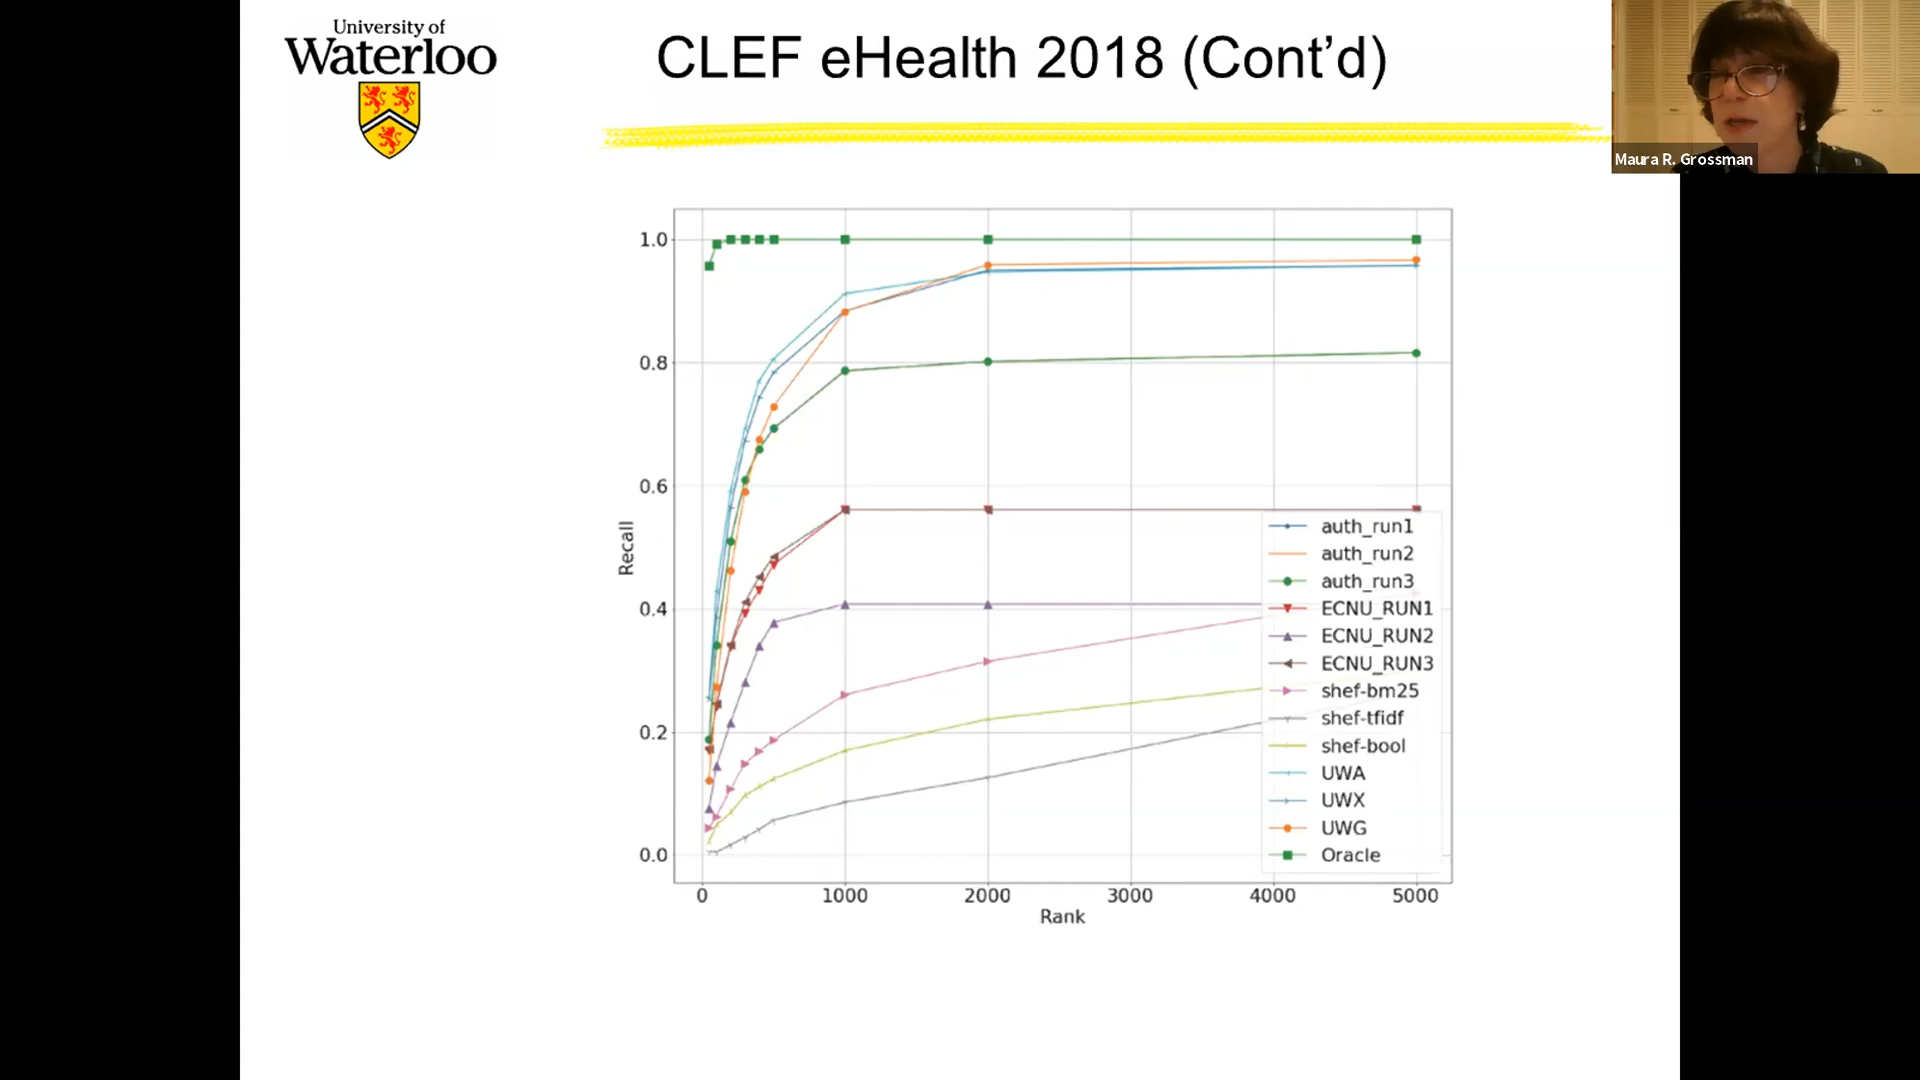 University of
Waterloo
CLEF eHealth 2018 (Cont’d)
Maura R. Grossman
1.0
0.8
0.6
0.4
0.2
0.0
Recall
0
1000
2000
3000
4000
5000
Rank
auth_run1
auth_run2
auth_run3
ECNU_RUN1
ECNU_RUN2
ECNU_RUN3
shef-bm25
shef-tfidf
shef-bool
UWA
UWX
UWG
Oracle